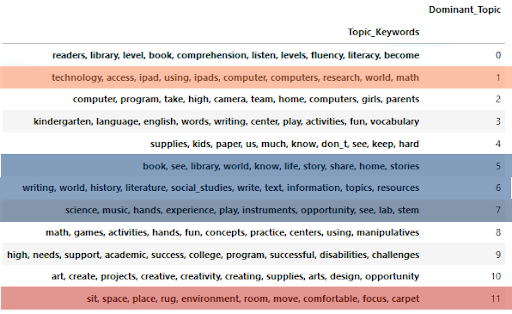 Dominant_Topic
Topic_Keywords
readers, library, level, book, comprehension, listen, levels, fluency, literacy, become 0
technology, access, ipad, using, ipads, computer, computers, research, world, math 1
computer, program, take, high, camera, team, home, computers, girls, parents 2
kindergarten, language, english, words, writing, center, play, activities, fun, vocabulary 3
supplies, kids, paper, us, much, know, don_t, see, keep, hard 4
book, see, library, world, know, life, story, share, home, stories 5
writing, world, history, literature, social_studies, write, text, information, topics, resources 6
science, music, hands, experience, play, instruments, opportunity, see, lab, stem 7
math, games, activities, hands, fun, concepts, practice, centers, using, manipulatives 8
high, needs, support, academic, success, college, program, successful, disabilities, challenges 9
art, create, projects, creative, creativity, creating, supplies, arts, design, opportunity 10
sit, space, place, rug, environment, room, move, comfortable, focus, carpet 11